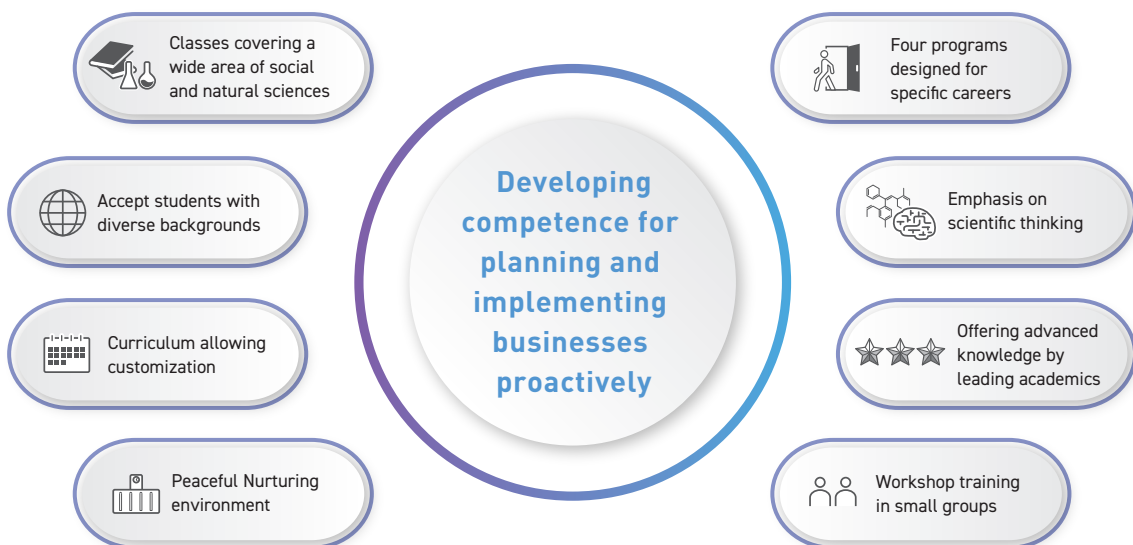 Classes covering a
wide area of social
and natural sciences
Accept students with
diverse backgrounds
Curriculum allowing
customization
Peaceful Nurturing
environment
Developing
competence for
planning and
implementing
businesses
proactively
Four programs
designed for
specific careers
Emphasis on
scientific thinking
Offering advanced
knowledge by
leading academics
Workshop training
in small groups